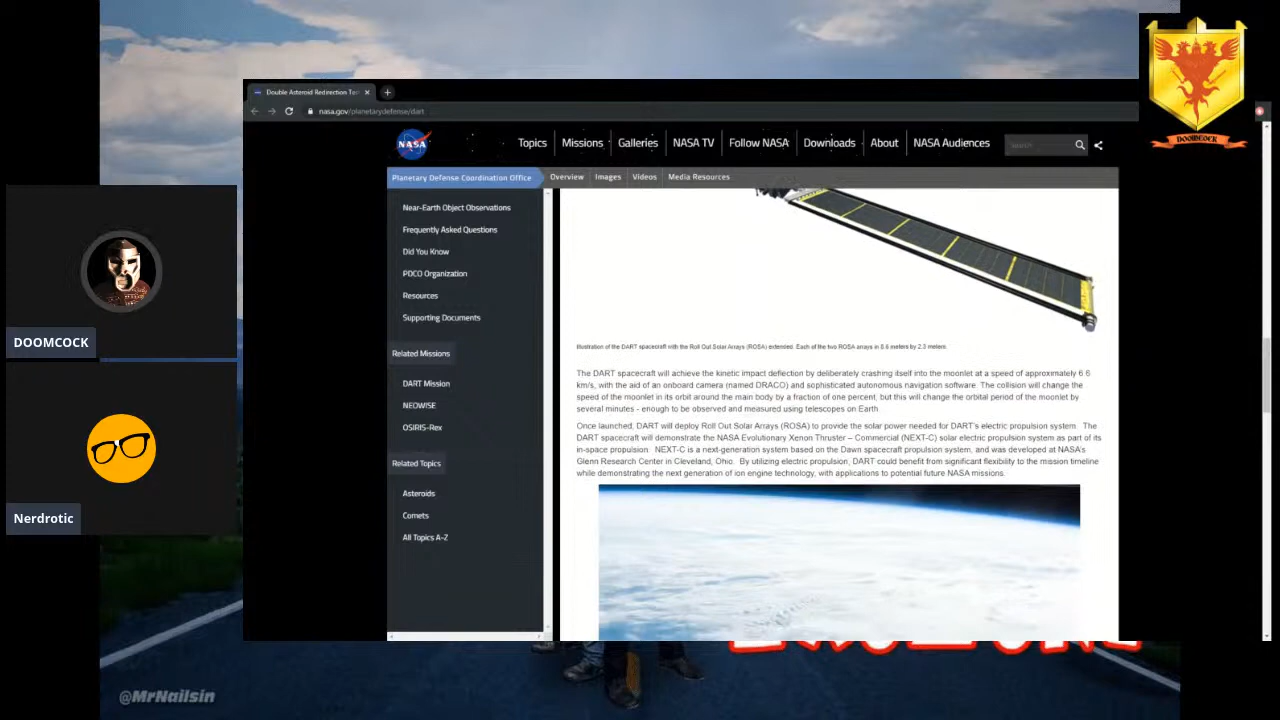 DOOMCOCK
Double Asteroid Redirection Tes
nasa.gov/planetarydefense/dart
NASA
Topics
Missions
Galleries
NASA TV
Follow NASA
Downloads
About
NASA Audiences
Search
Planetary Defense Coordination Office
Overview
Images
Videos
Media Resources
Near-Earth Object Observations
Frequently Asked Questions
Did You Know
PDCO Organization
Resources
Supporting Documents
Related Missions
DART Mission
NEOWISE
OSIRIS-Rex
Related Topics
Asteroids
Comets
All Topics A-Z
Illustration of the DART spacecraft with the Roll Out Solar Arrays (ROSA) extended. Each of the two ROSA arrays in 8.6 meters by 2.3 meters.
The DART spacecraft will achieve the kinetic impact deflection by deliberately crashing itself into the moonlet at a speed of approximately 6.6
km/s, with the aid of an onboard camera (named DRACO) and sophisticated autonomous navigation software. The collision will change the
speed of the moonlet in its orbit around the main body by a fraction of one percent, but this will change the orbital period of the moonlet by
several minutes - enough to be observed and measured using telescopes on Earth.
Once launched, DART will deploy Roll Out Solar Arrays (ROSA) to provide the solar power needed for DART's electric propulsion system. The
DART spacecraft will demonstrate the NASA Evolutionary Xenon Thruster – Commercial (NEXT-C) solar electric propulsion system as part of its
in-space propulsion. NEXT-C is a next-generation system based on the Dawn spacecraft propulsion system, and was developed at NASA's
Glenn Research Center in Cleveland, Ohio. By utilizing electric propulsion, DART could benefit from significant flexibility to the mission timeline
while demonstrating the next generation of ion engine technology, with applications to potential future NASA missions.
DOOMCOCK
Nerdrotic
@MrNailsin